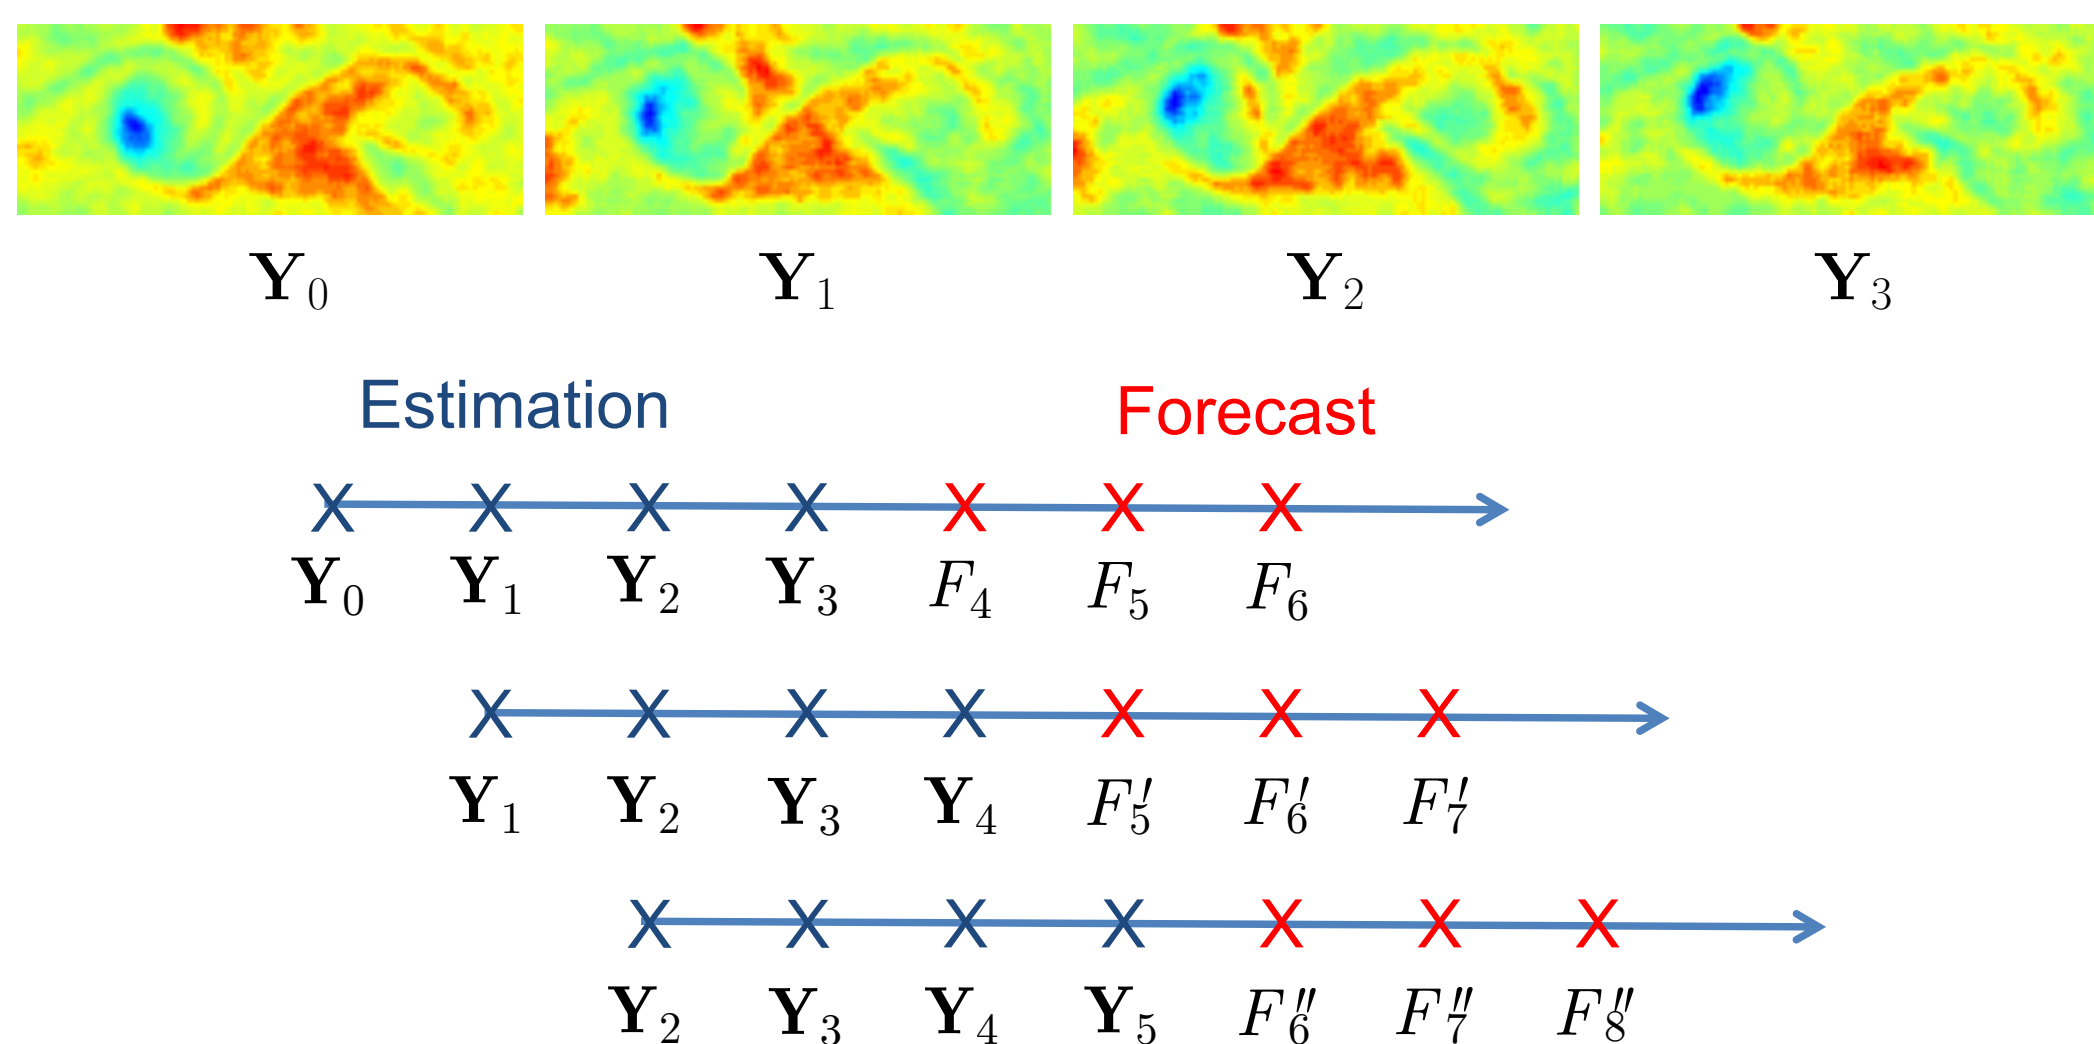 Y₀ Y₁ Y₂ Y₃
Estimation Forecast
X X X X X X X
Y₀ Y₁ Y₂ Y₃ F₄ F₅ F₆
X X X X X X X
Y₁ Y₂ Y₃ Y₄ F₅′ F₆′ F₇′
X X X X X X X
Y₂ Y₃ Y₄ Y₅ F₆″ F₇″ F₈″